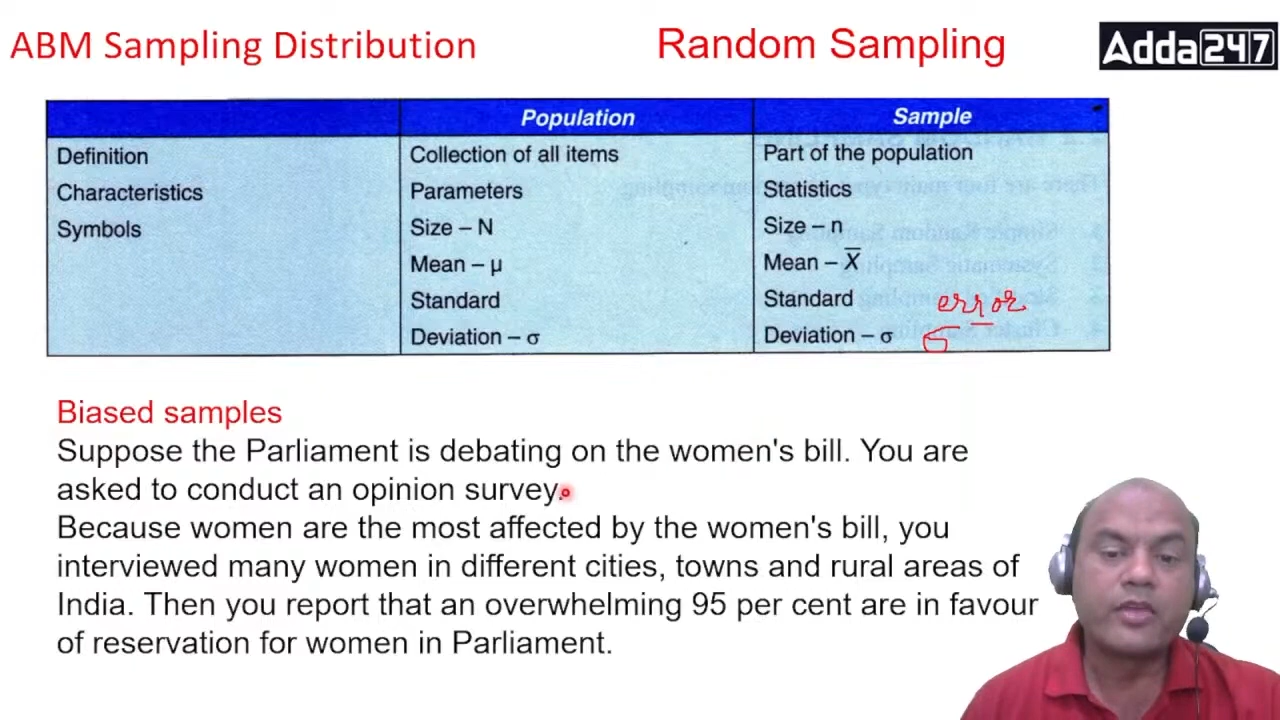 ABM Sampling Distribution
Random Sampling
Adda247
Population Sample
Definition Collection of all items Part of the population
Characteristics Parameters Statistics
Symbols Size – N Size – n
Mean – μ Mean – X̅
Standard Standard error
Deviation – σ Deviation – σ
Biased samples
Suppose the Parliament is debating on the women's bill. You are
asked to conduct an opinion survey.
Because women are the most affected by the women's bill, you
interviewed many women in different cities, towns and rural areas of
India. Then you report that an overwhelming 95 per cent are in favour
of reservation for women in Parliament.